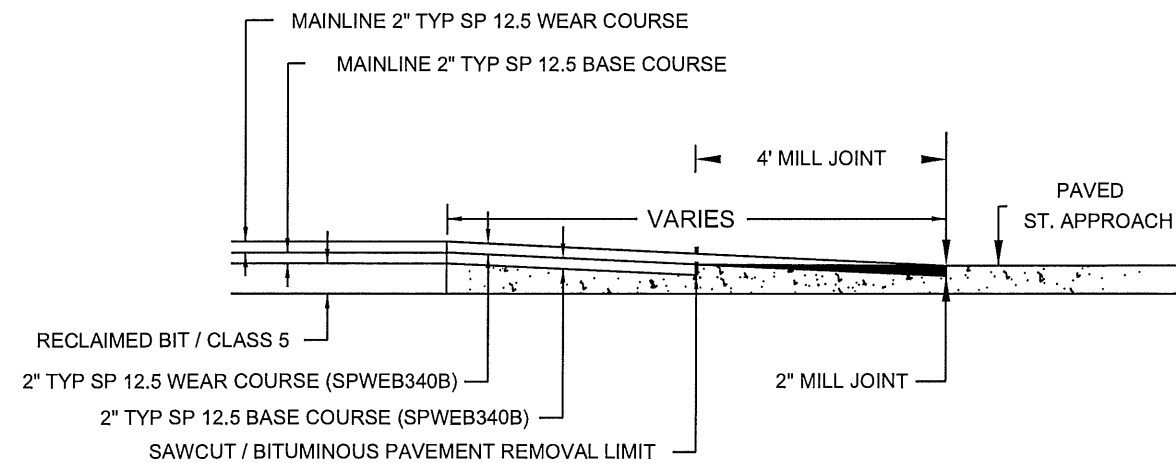 MAINLINE 2" TYP SP 12.5 WEAR COURSE
MAINLINE 2" TYP SP 12.5 BASE COURSE
4' MILL JOINT
PAVED
ST. APPROACH
VARIES
RECLAIMED BIT / CLASS 5
2" TYP SP 12.5 WEAR COURSE (SPWEB340B)
2" MILL JOINT
2" TYP SP 12.5 BASE COURSE (SPWEB340B)
SAWCUT / BITUMINOUS PAVEMENT REMOVAL LIMIT